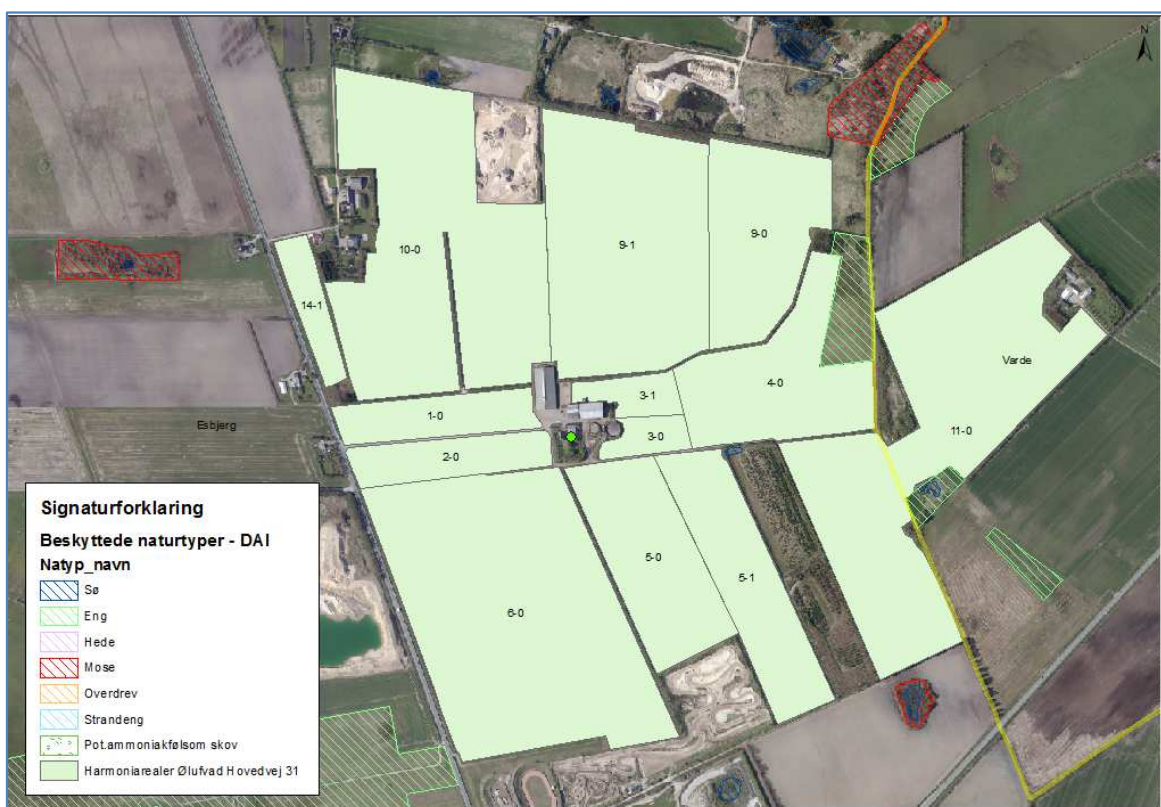 N
10-0
9-1
9-0
14-1
Varde
3-1
4-0
1-0
Esbjerg
3-0
11-0
2-0
5-0
5-1
6-0
Signaturforklaring
Beskyttede naturtyper - DAI
Natyp_navn
Sø
Eng
Hede
Mose
Overdrev
Strandeng
Pot.ammoniakfølsom skov
Harmoniarealer Ølufvad Hovedvej 31